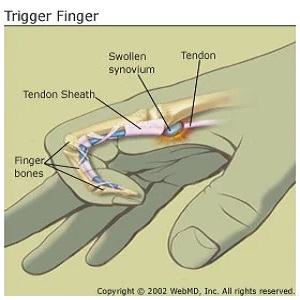 Trigger Finger
Swollen
synovium
Tendon
Tendon Sheath
Finger
bones
Copyright © 2002 WebMD, Inc. All rights reserved.